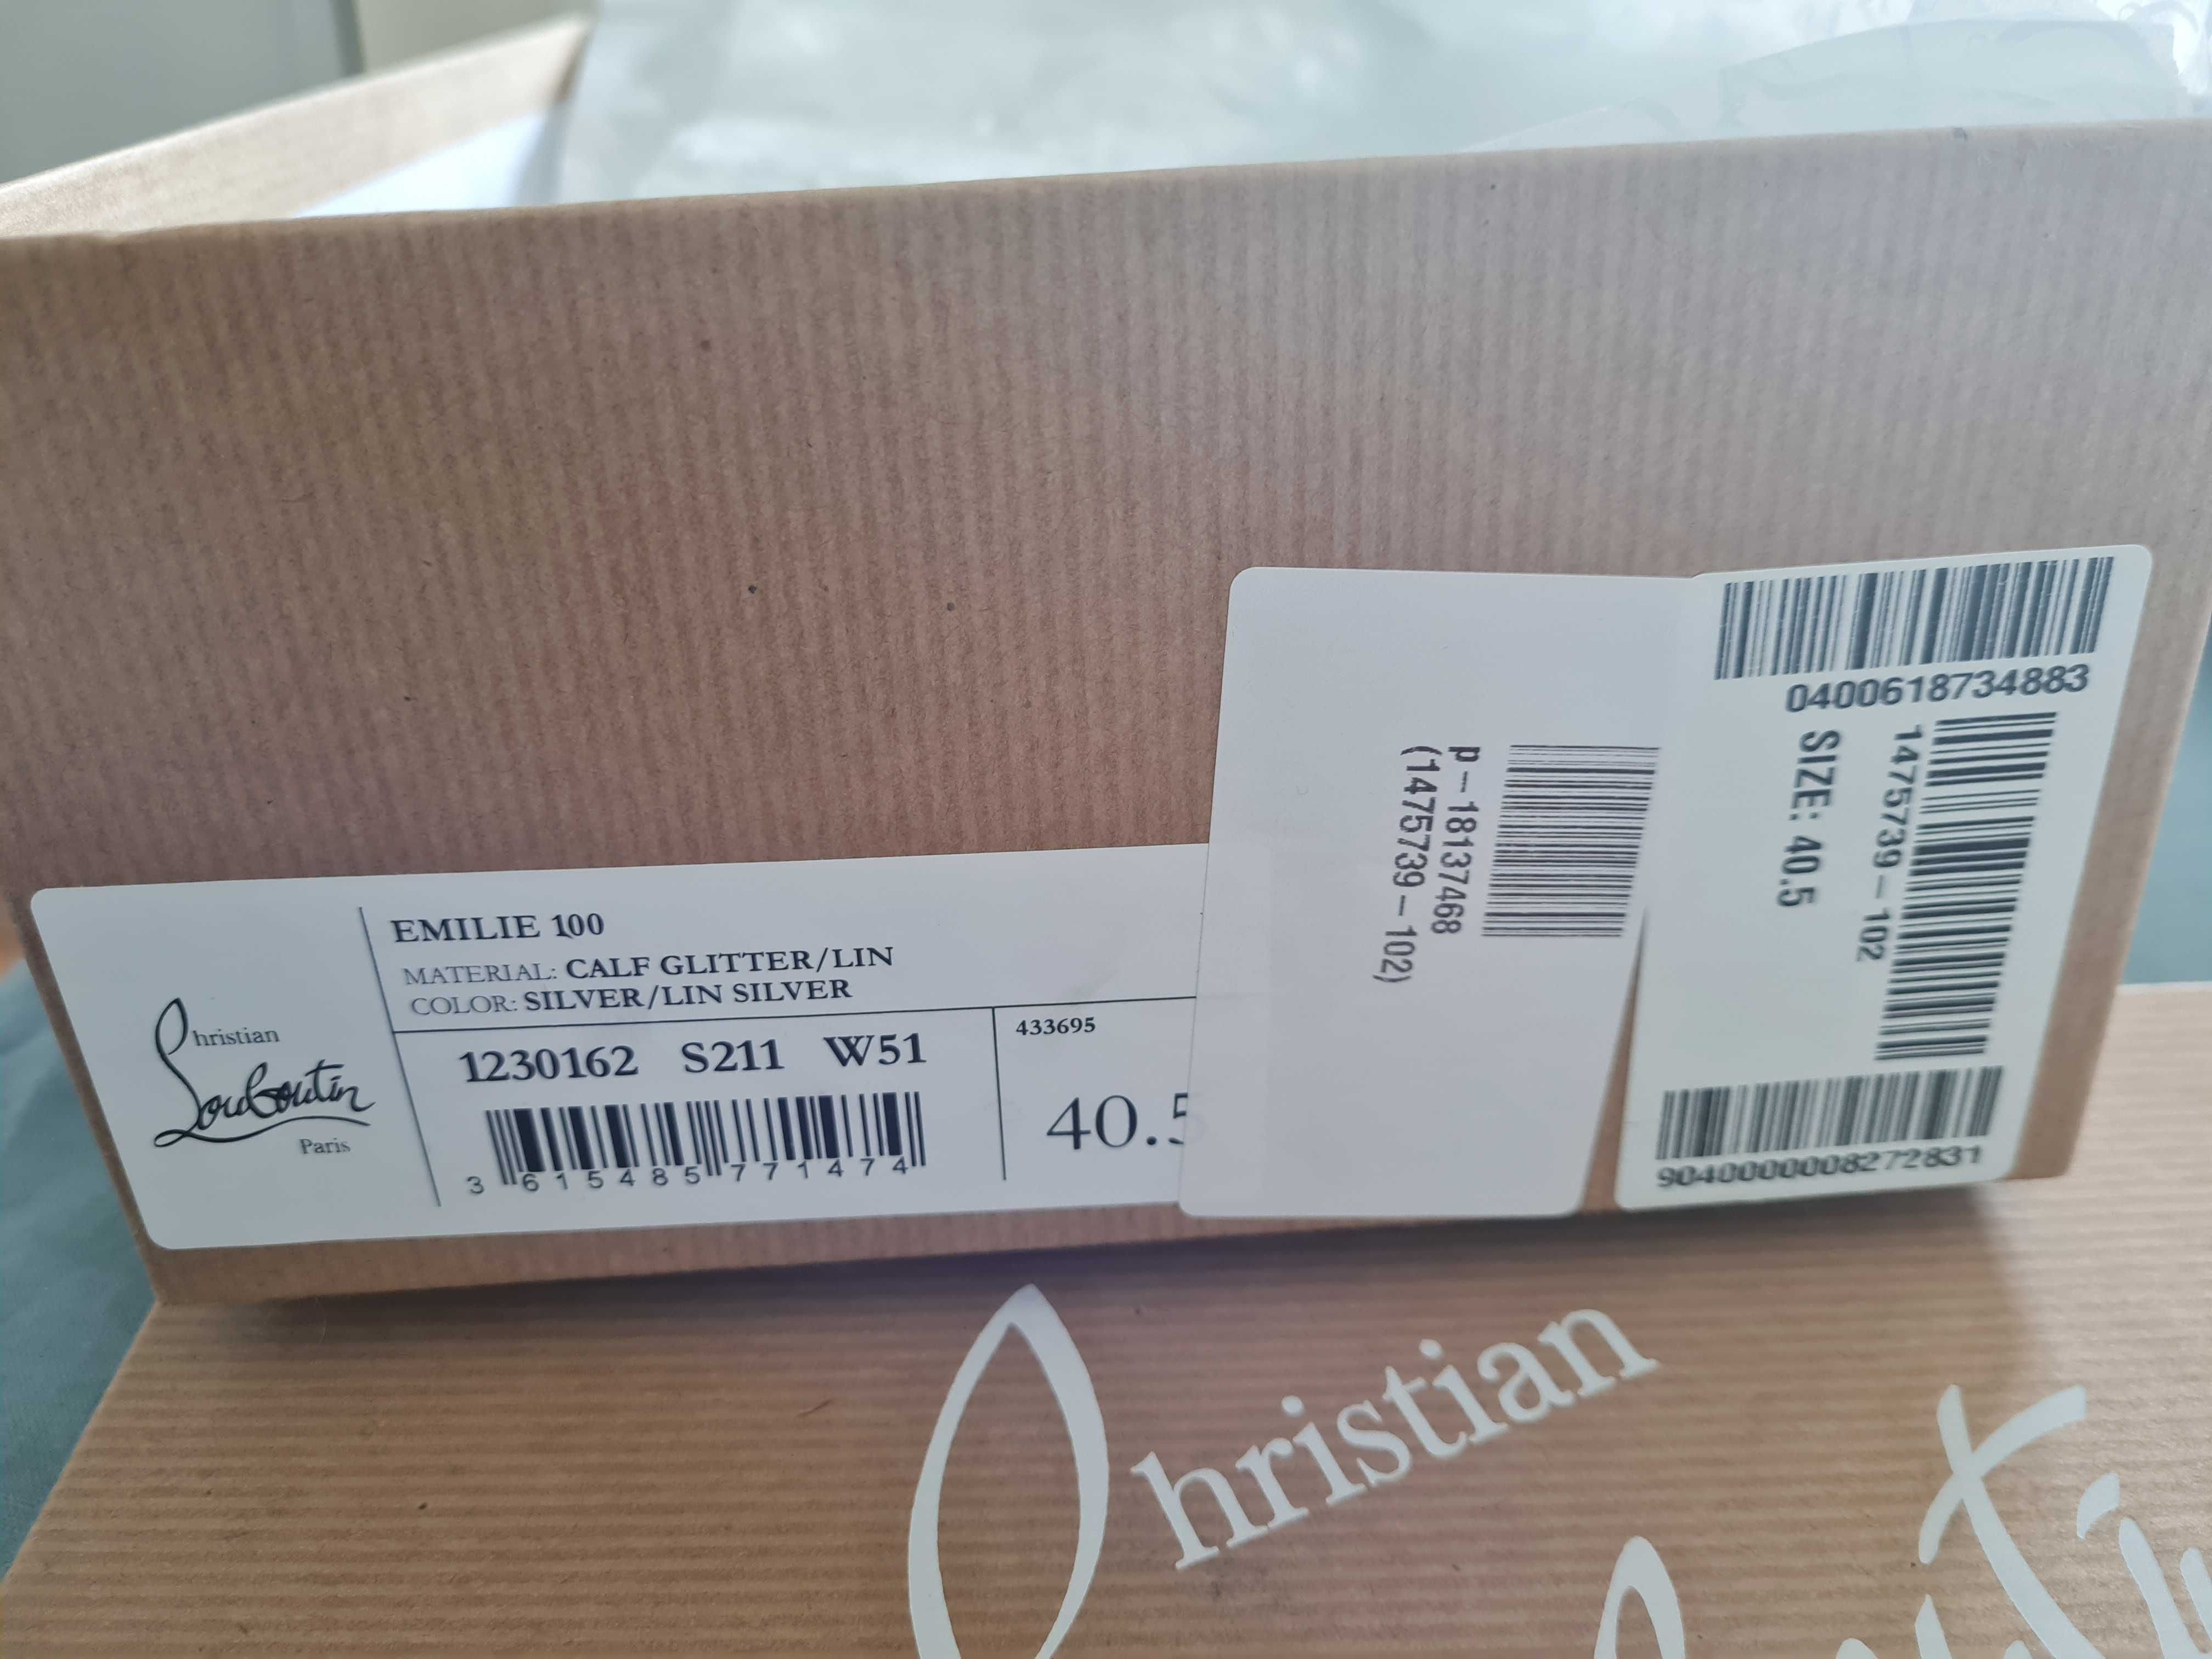 EMILIE 100
MATERIAL: CALF GLITTER/LIN
COLOR: SILVER/LIN SILVER
Christian
Louboutin
Paris
1230162 S211 W51
3 615485 771474
433695
40.5
p-18137468
(1475739-102)
0400618734883
1475739-102
SIZE: 40.5
9040000008272831
Christian